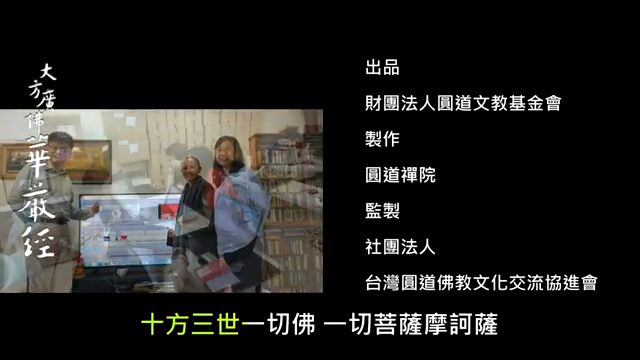 大方廣佛華嚴經
出品
財團法人圓道文教基金會
製作
圓道禪院
監製
社團法人
台灣圓道佛教文化交流協進會
十方三世一切佛 一切菩薩摩訶薩